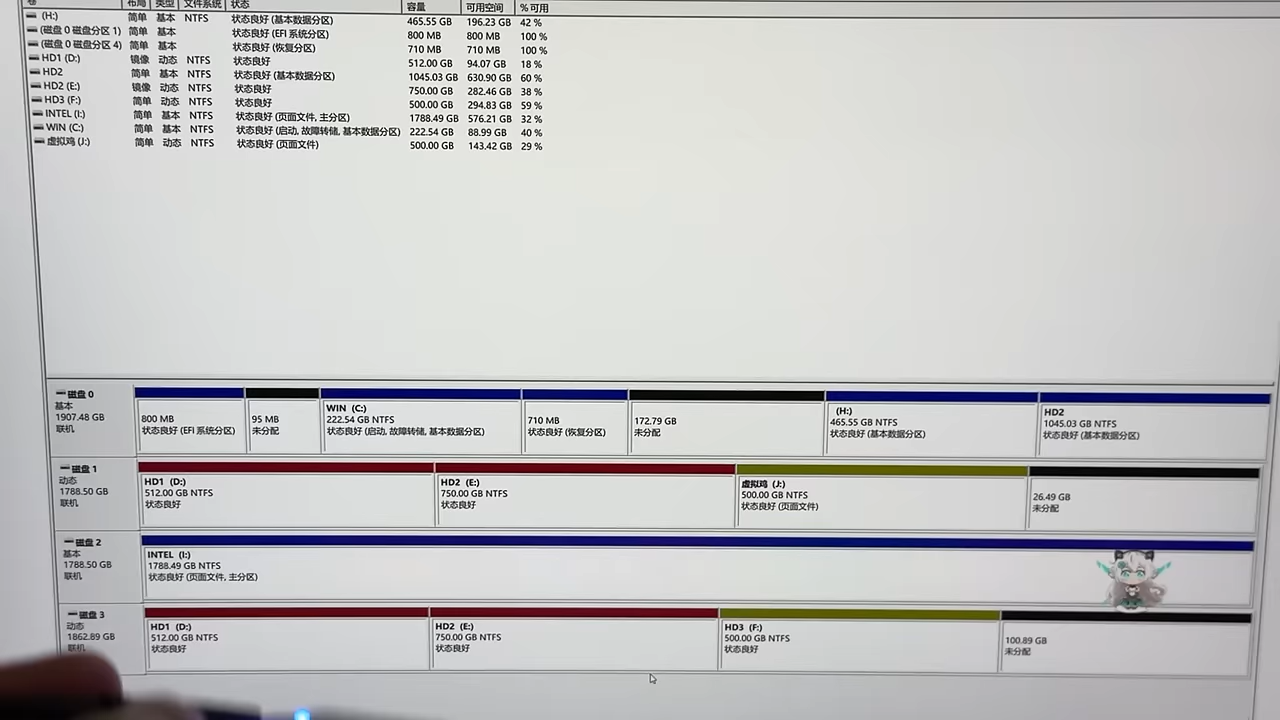 卷 布局 类型 文件系统 状态 容量 可用空间 % 可用
(H:) 简单 基本 NTFS 状态良好 (基本数据分区) 465.55 GB 196.23 GB 42 %
(磁盘 0 磁盘分区 1) 简单 基本 状态良好 (EFI 系统分区) 800 MB 800 MB 100 %
(磁盘 0 磁盘分区 4) 简单 基本 状态良好 (恢复分区) 710 MB 710 MB 100 %
HD1 (D:) 镜像 动态 NTFS 状态良好 512.00 GB 94.07 GB 18 %
HD2 简单 基本 NTFS 状态良好 (基本数据分区) 1045.03 GB 630.90 GB 60 %
HD2 (E:) 镜像 动态 NTFS 状态良好 750.00 GB 282.46 GB 38 %
HD3 (F:) 简单 动态 NTFS 状态良好 500.00 GB 294.83 GB 59 %
INTEL (I:) 简单 基本 NTFS 状态良好 (页面文件, 主分区) 1788.49 GB 576.21 GB 32 %
WIN (C:) 简单 基本 NTFS 状态良好 (启动, 故障转储, 基本数据分区) 222.54 GB 88.99 GB 40 %
虚拟鸡 (J:) 简单 动态 NTFS 状态良好 (页面文件) 500.00 GB 143.42 GB 29 %
磁盘 0
基本
1907.48 GB
联机
800 MB
状态良好 (EFI 系统分区)
95 MB
未分配
WIN (C:)
222.54 GB NTFS
状态良好 (启动, 故障转储, 基本数据分区)
710 MB
状态良好 (恢复分区)
172.79 GB
未分配
(H:)
465.55 GB NTFS
状态良好 (基本数据分区)
HD2
1045.03 GB NTFS
状态良好 (基本数据分区)
磁盘 1
动态
1788.50 GB
联机
HD1 (D:)
512.00 GB NTFS
状态良好
HD2 (E:)
750.00 GB NTFS
状态良好
虚拟鸡 (J:)
500.00 GB NTFS
状态良好 (页面文件)
26.49 GB
未分配
磁盘 2
基本
1788.50 GB
联机
INTEL (I:)
1788.49 GB NTFS
状态良好 (页面文件, 主分区)
磁盘 3
动态
1862.89 GB
联机
HD1 (D:)
512.00 GB NTFS
状态良好
HD2 (E:)
750.00 GB NTFS
状态良好
HD3 (F:)
500.00 GB NTFS
状态良好
100.89 GB
未分配